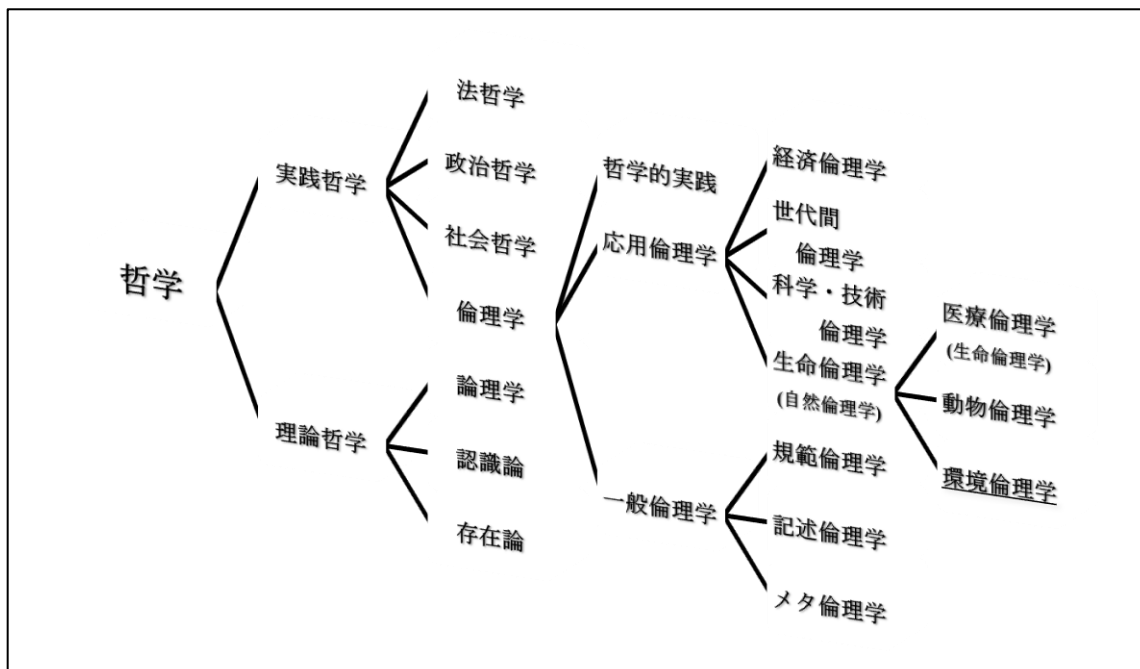 哲学
実践哲学
理論哲学
法哲学
政治哲学
社会哲学
倫理学
論理学
認識論
存在論
哲学的実践
応用倫理学
一般倫理学
経済倫理学
世代間
倫理学
科学・技術
倫理学
生命倫理学
(自然倫理学)
規範倫理学
記述倫理学
メタ倫理学
医療倫理学
(生命倫理学)
動物倫理学
環境倫理学